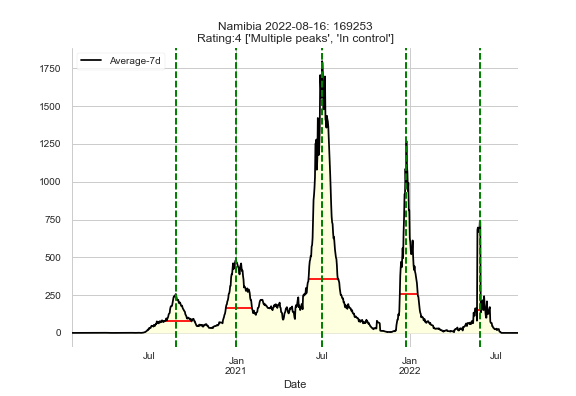 Namibia 2022-08-16: 169253
Rating:4 ['Multiple peaks', 'In control']
Average-7d
1750
1500
1250
1000
750
500
250
0
Jul
Jan
2021
Jul
Jan
2022
Jul
Date